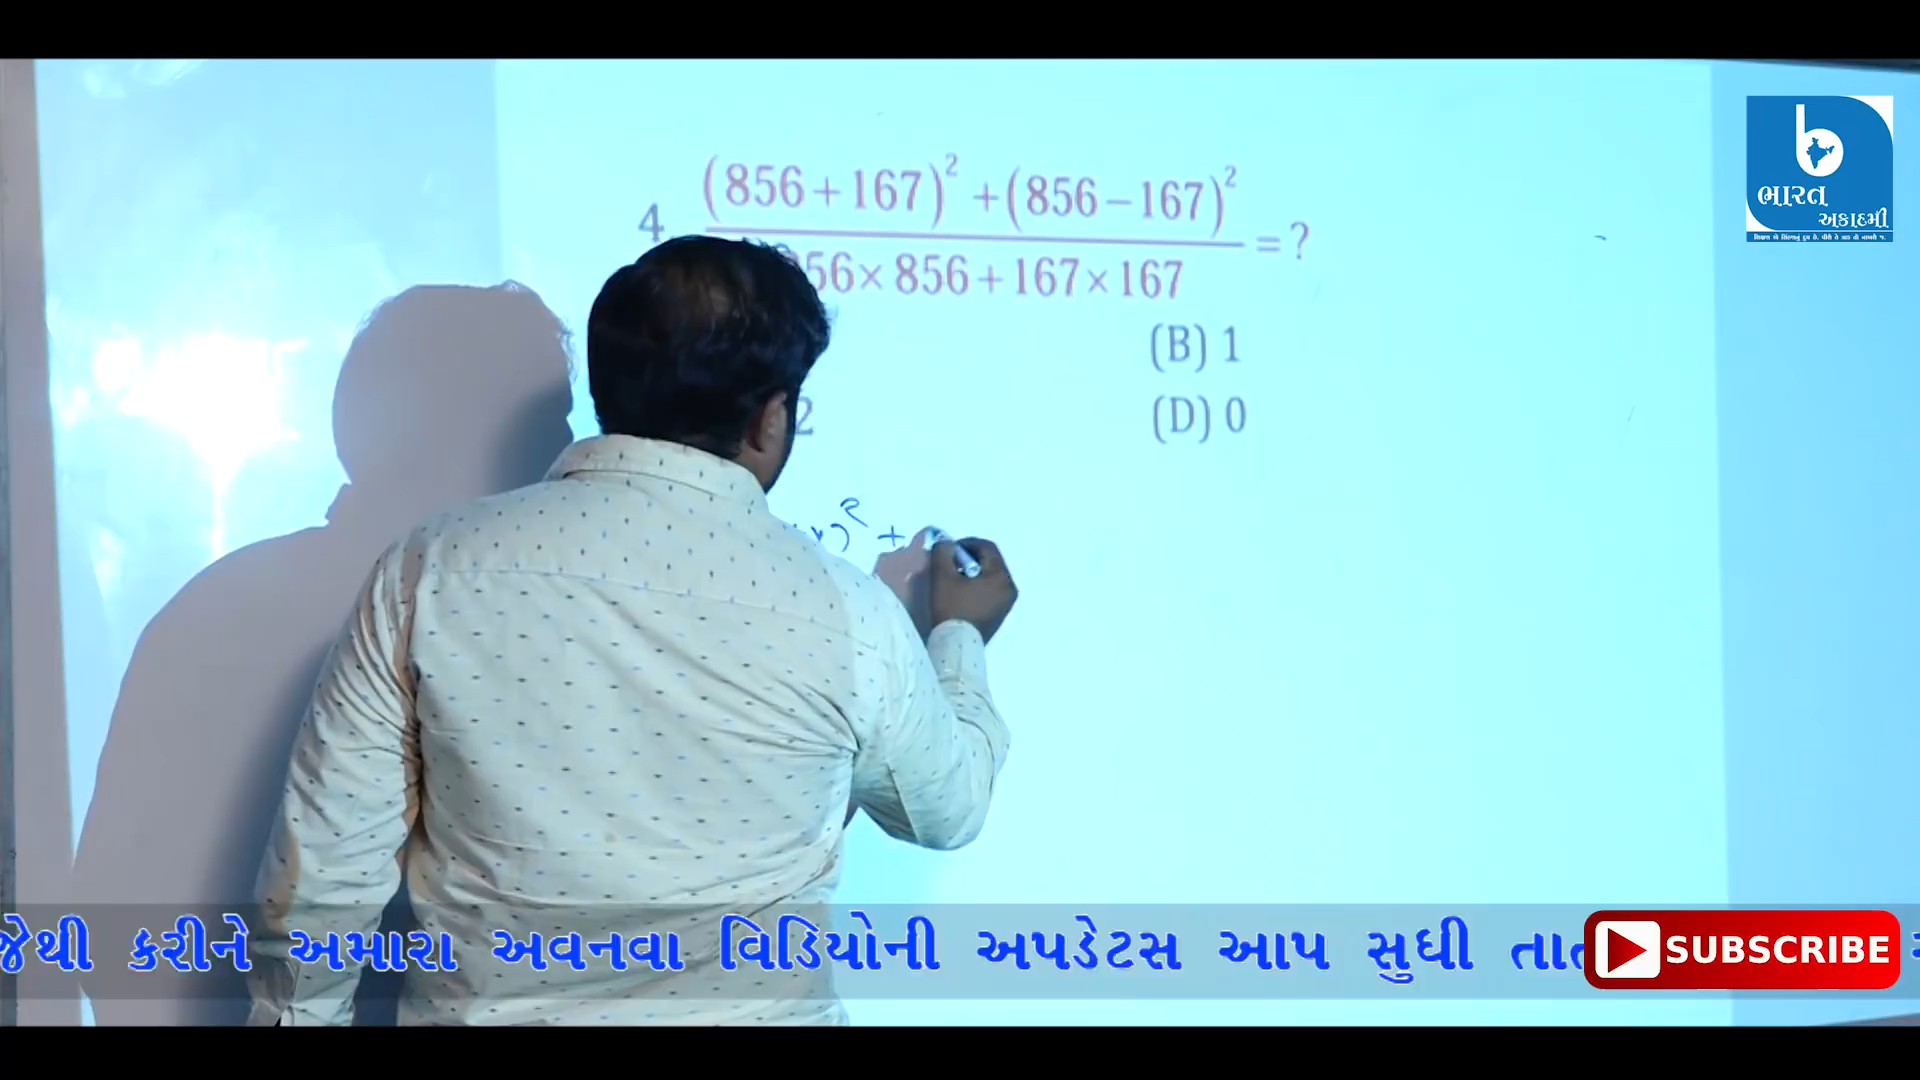 4 (856+167)² +(856−167)²
56×856+167×167
=?
(B) 1
2
(D) 0
)² +
ભારત
અકાદમી
જેથી કરીને અમારા અવનવા વિડિયોની અપડેટસ આપ સુધી
SUBSCRIBE